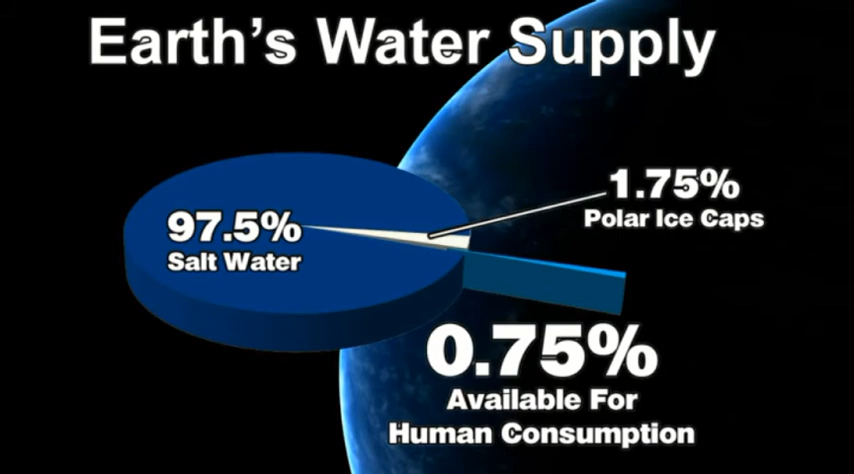 Earth's Water Supply
97.5%
Salt Water
1.75%
Polar Ice Caps
0.75%
Available For
Human Consumption